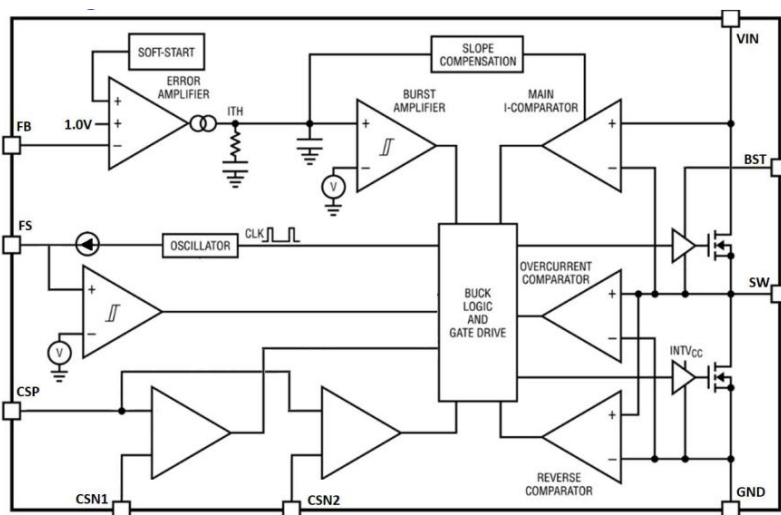 VIN
SOFT-START
SLOPE
COMPENSATION
ERROR
AMPLIFIER
ITH
BURST
AMPLIFIER
MAIN
I-COMPARATOR
FB
1.0V
+
+
−
+
−
+
−
BST
V
FS
OSCILLATOR
CLK
OVERCURRENT
COMPARATOR
SW
+
−
+
−
BUCK
LOGIC
AND
GATE DRIVE
V
INTVCC
CSP
+
−
REVERSE
COMPARATOR
CSN1
CSN2
GND